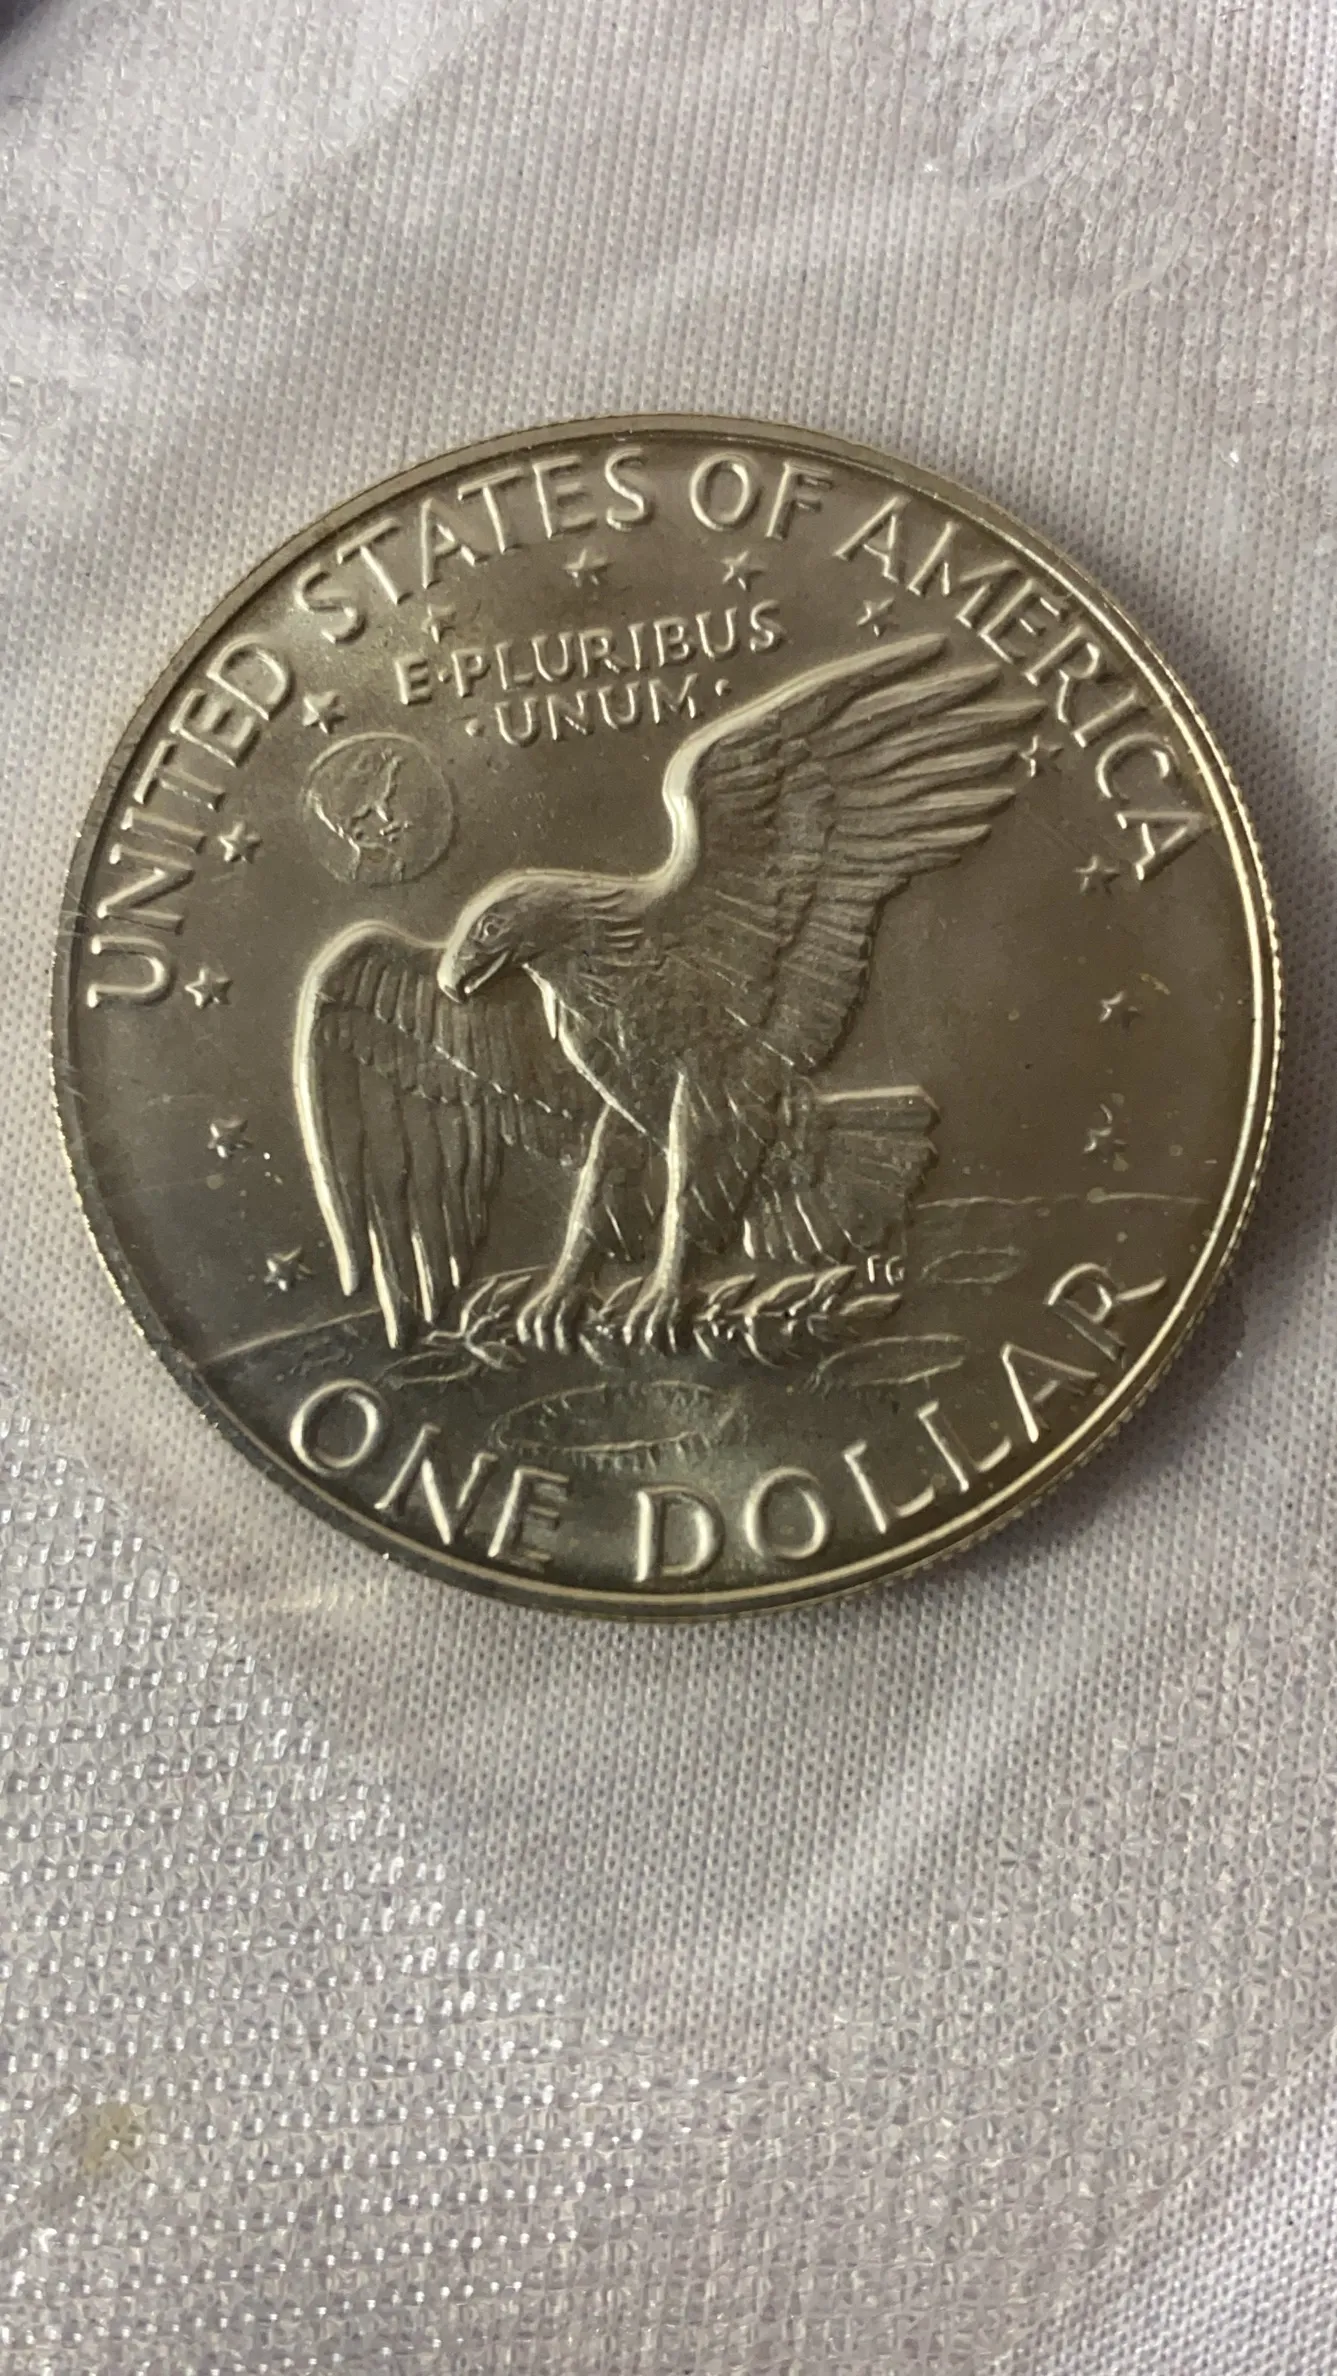 UNITED STATES OF AMERICA
E·PLURIBUS
·UNUM·
FG
ONE DOLLAR